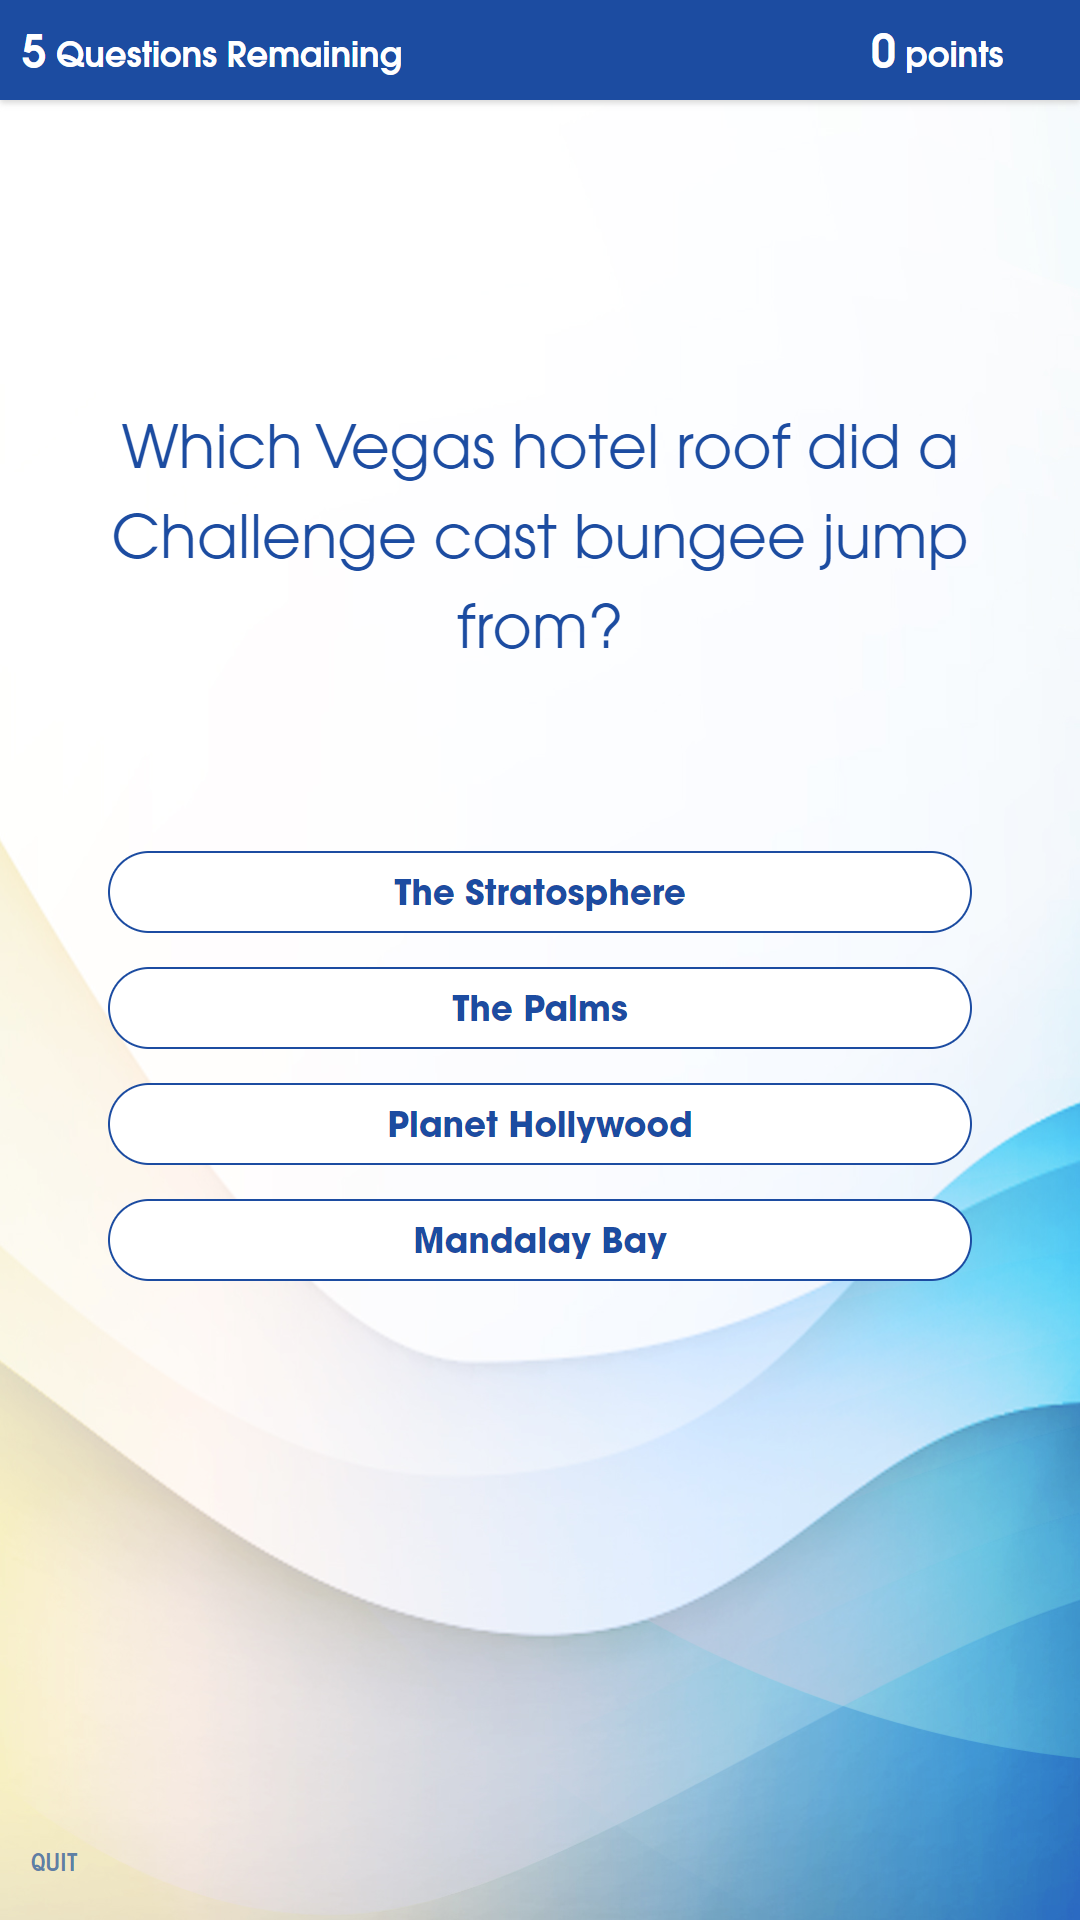 5 Questions Remaining
0 points
Which Vegas hotel roof did a
Challenge cast bungee jump
from?
The Stratosphere
The Palms
Planet Hollywood
Mandalay Bay
QUIT